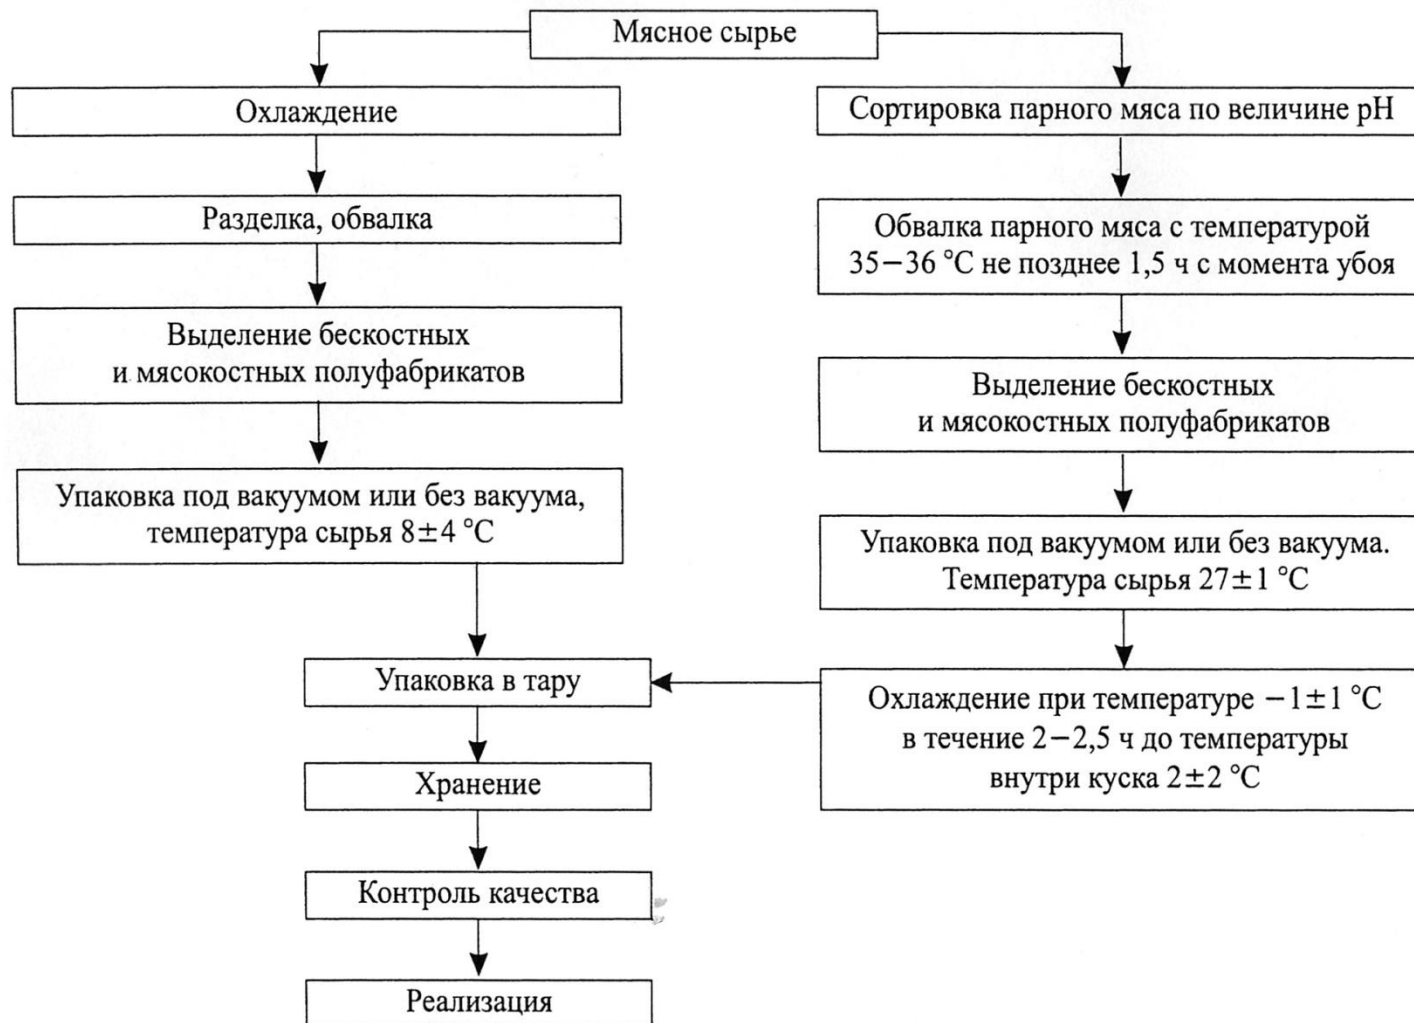 Мясное сырье
Охлаждение
Разделка, обвалка
Выделение бескостных
и мясокостных полуфабрикатов
Упаковка под вакуумом или без вакуума,
температура сырья 8±4 °С
Сортировка парного мяса по величине pH
Обвалка парного мяса с температурой
35−36 °С не позднее 1,5 ч с момента убоя
Выделение бескостных
и мясокостных полуфабрикатов
Упаковка под вакуумом или без вакуума.
Температура сырья 27±1 °С
Охлаждение при температуре −1±1 °С
в течение 2−2,5 ч до температуры
внутри куска 2±2 °С
Упаковка в тару
Хранение
Контроль качества
Реализация